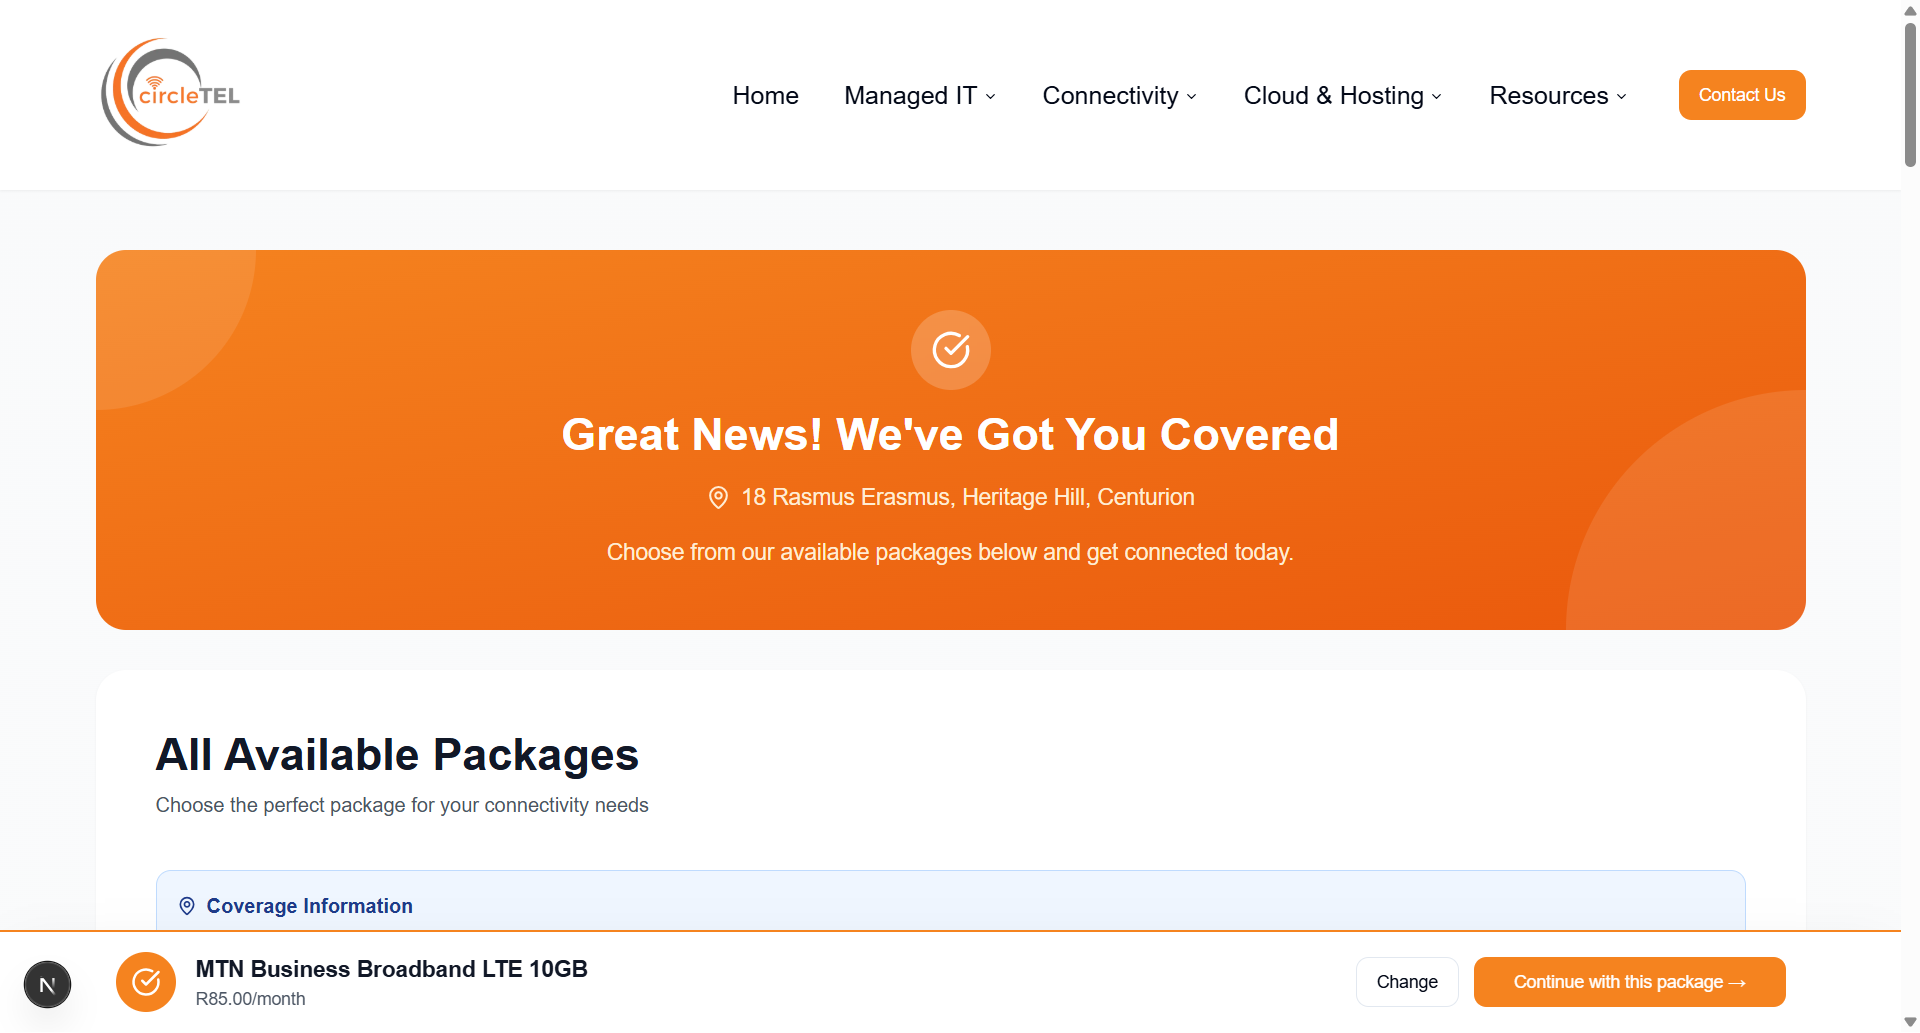 circleTEL
Home
Managed IT
Connectivity
Cloud & Hosting
Resources
Contact Us
Great News! We've Got You Covered
18 Rasmus Erasmus, Heritage Hill, Centurion
Choose from our available packages below and get connected today.
All Available Packages
Choose the perfect package for your connectivity needs
Coverage Information
N
MTN Business Broadband LTE 10GB
R85.00/month
Change
Continue with this package →